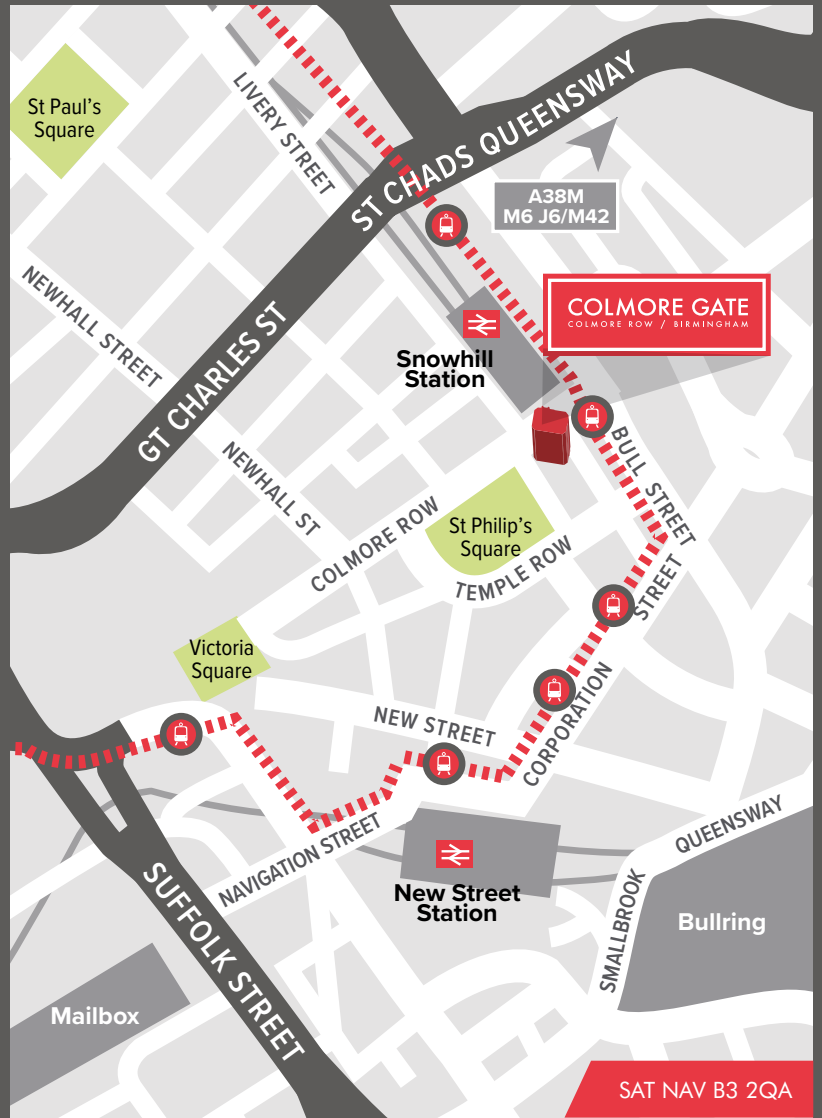 St Paul's
Square
LIVERY STREET
ST CHADS QUEENSWAY
A38M
M6 J6/M42
COLMORE GATE
COLMORE ROW / BIRMINGHAM
NEWHALL STREET
GT CHARLES ST
Snowhill
Station
BULL STREET
NEWHALL ST
COLMORE ROW
St Philip's
Square
TEMPLE ROW
Victoria
Square
CORPORATION STREET
NEW STREET
NAVIGATION STREET
SUFFOLK STREET
New Street
Station
SMALLBROOK QUEENSWAY
Bullring
Mailbox
SAT NAV B3 2QA